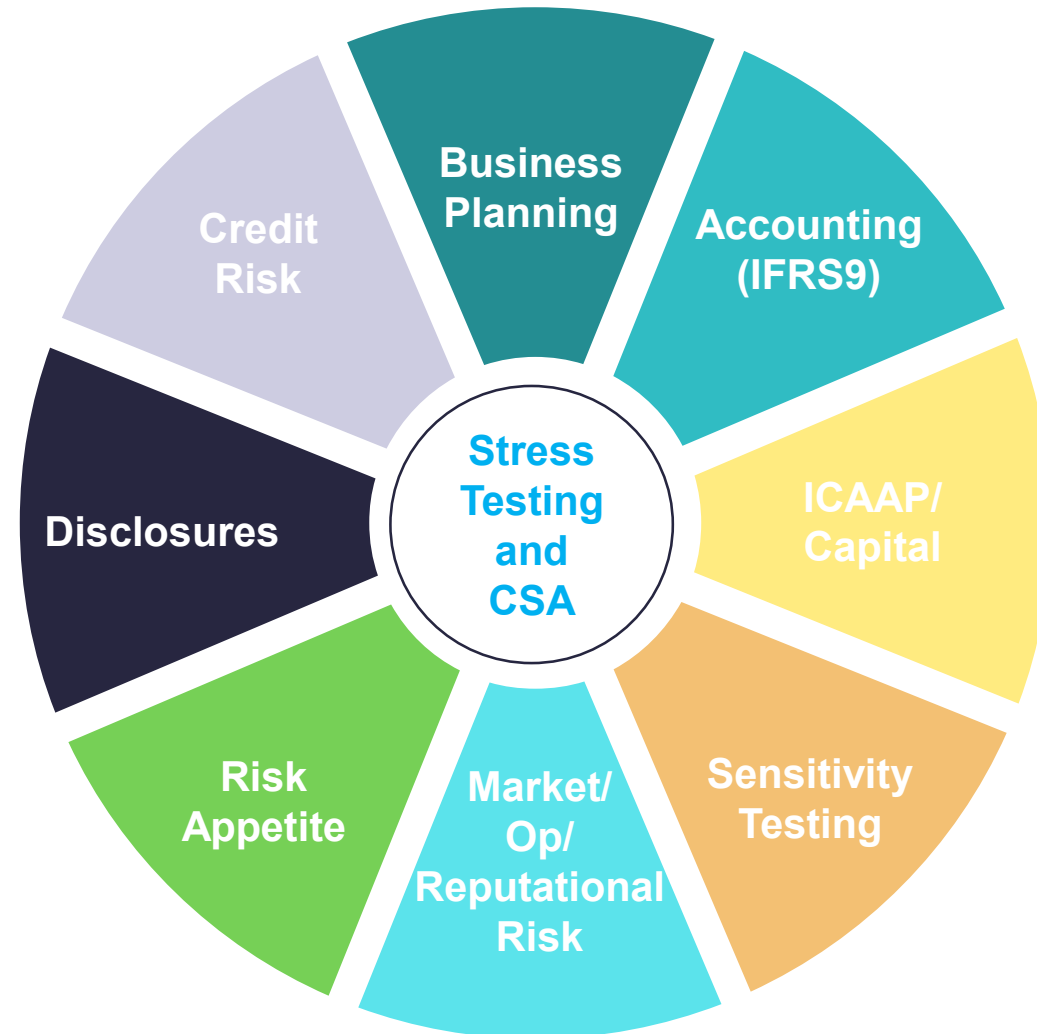 Business
Planning
Accounting
(IFRS9)
ICAAP/
Capital
Sensitivity
Testing
Market/
Op/
Reputational
Risk
Risk
Appetite
Disclosures
Credit
Risk
Stress
Testing
and
CSA